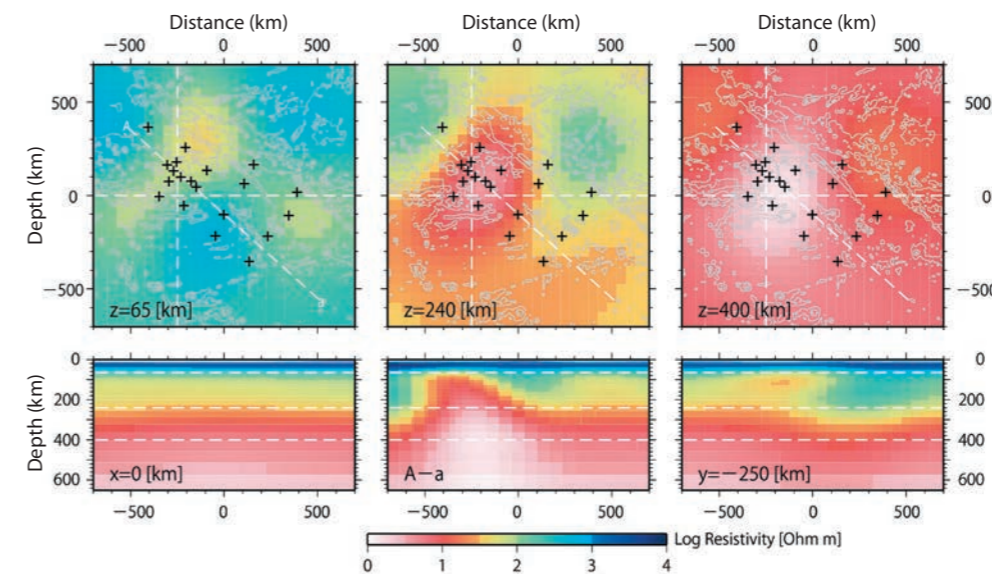 Distance (km) Distance (km) Distance (km)
−500 0 500 −500 0 500 −500 0 500
Depth (km)
500 0 −500
z=65 [km] z=240 [km] z=400 [km]
500 0 −500
Depth (km)
0 200 400 600
x=0 [km] A−a y=−250 [km]
0 200 400 600
−500 0 500 −500 0 500 −500 0 500
Log Resistivity [Ohm m]
0 1 2 3 4